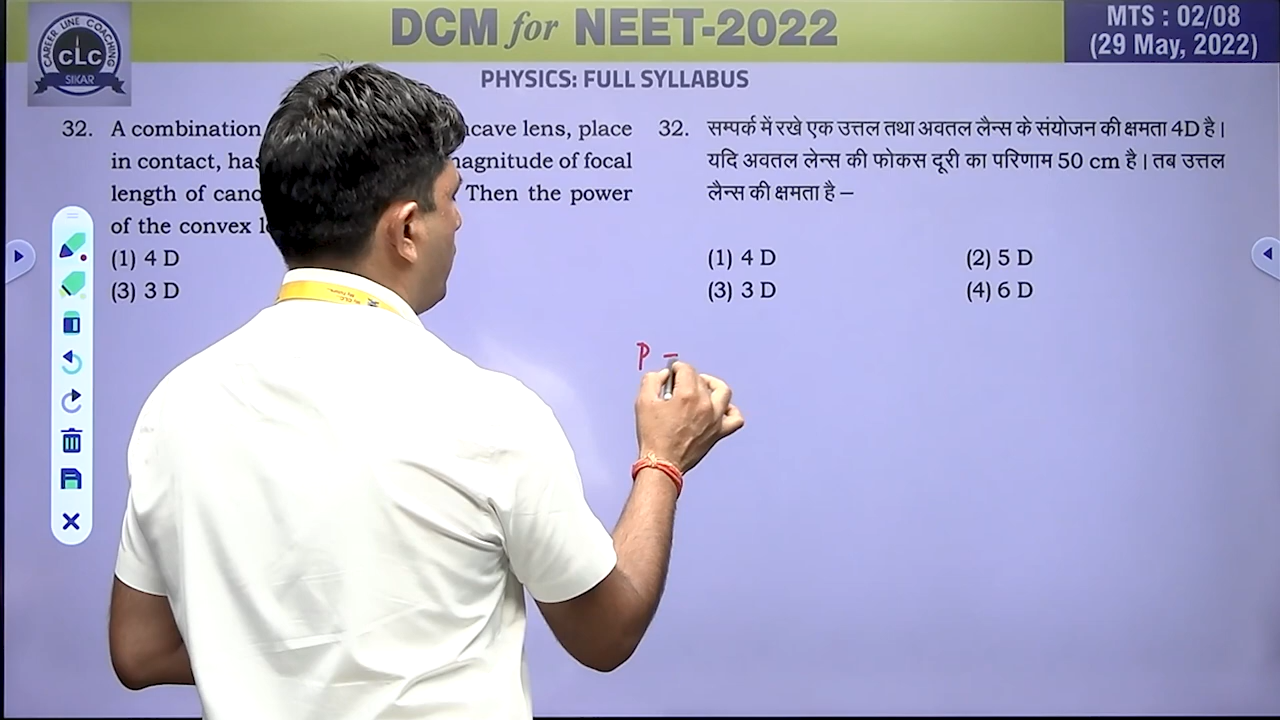 DCM for NEET-2022
MTS : 02/08
(29 May, 2022)
CAREER LINE COACHING
CLC
SIKAR
PHYSICS: FULL SYLLABUS
32. A combination lens, place
in contact, magnitude of focal
length of Then the power
of the convex
(1) 4 D
(3) 3 D
32. सम्पर्क में रखे एक उत्तल तथा अवतल लैन्स के संयोजन की क्षमता 4D है।
यदि अवतल लेन्स की फोकस दूरी का परिणाम 50 cm है। तब उत्तल
लैन्स की क्षमता है –
(1) 4 D (2) 5 D
(3) 3 D (4) 6 D
P =